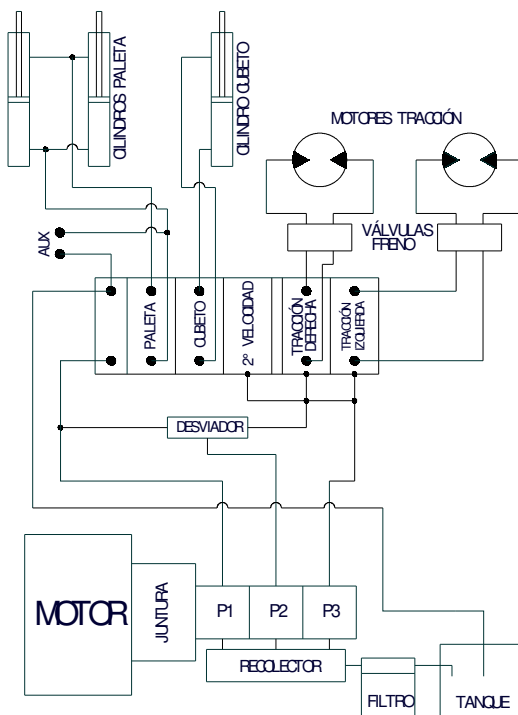 CILINDROS PALETA
CILINDRO CUBETO
MOTORES TRACCIÓN
VÁLVULAS
FRENO
AUX
PALETA
CUBETO
2º VELOCIDAD
TRACCIÓN
DERECHA
TRACCIÓN
IZQUIERDA
DESVIADOR
MOTOR
JUNTURA
P1
P2
P3
RECOLECTOR
FILTRO
TANQUE